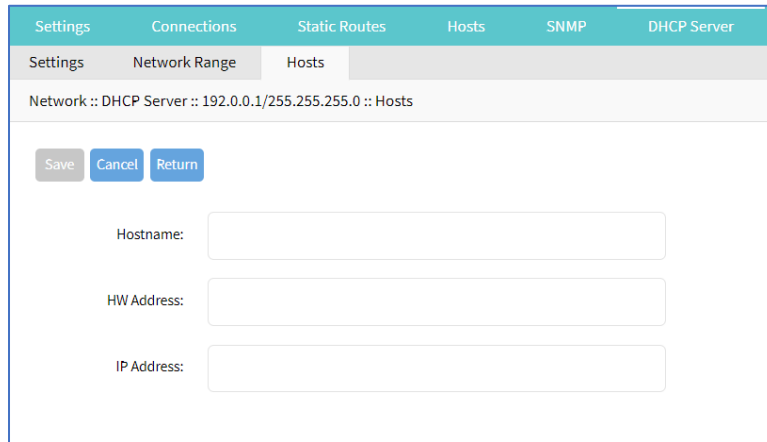 Settings Connections Static Routes Hosts SNMP DHCP Server
Settings Network Range Hosts
Network :: DHCP Server :: 192.0.0.1/255.255.255.0 :: Hosts
Save Cancel Return
Hostname:
HW Address:
IP Address: